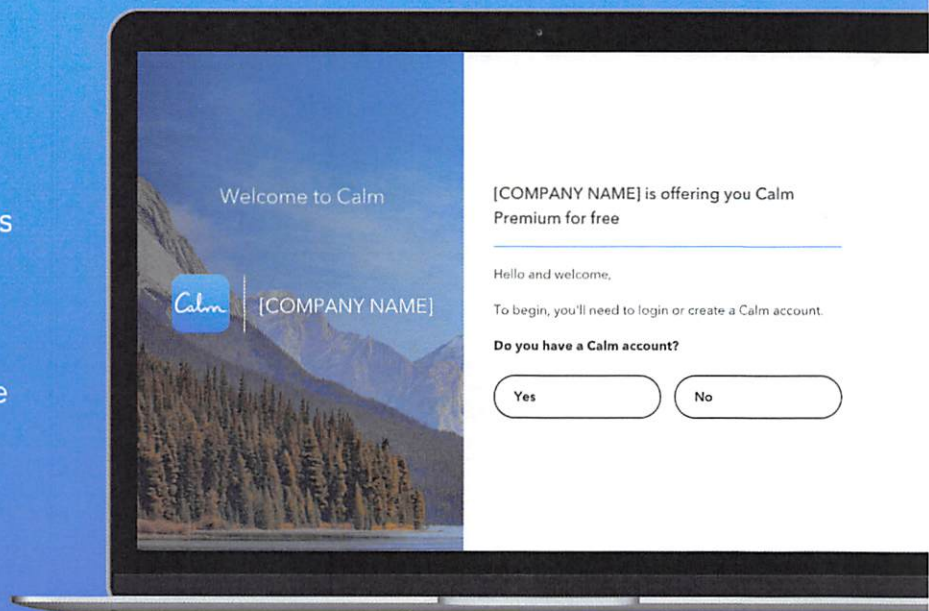 s
e
Welcome to Calm
Calm
[COMPANY NAME]
[COMPANY NAME] is offering you Calm
Premium for free
Hello and welcome,
To begin, you'll need to login or create a Calm account.
Do you have a Calm account?
Yes
No